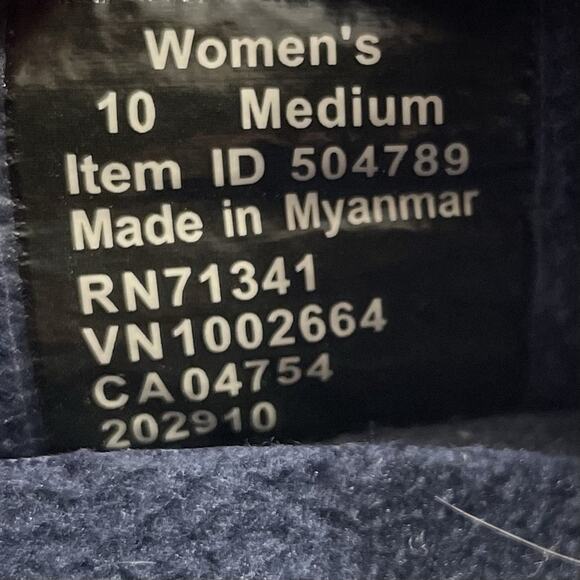 Women's
10 Medium
Item ID 504789
Made in Myanmar
RN71341
VN1002664
CA04754
202910